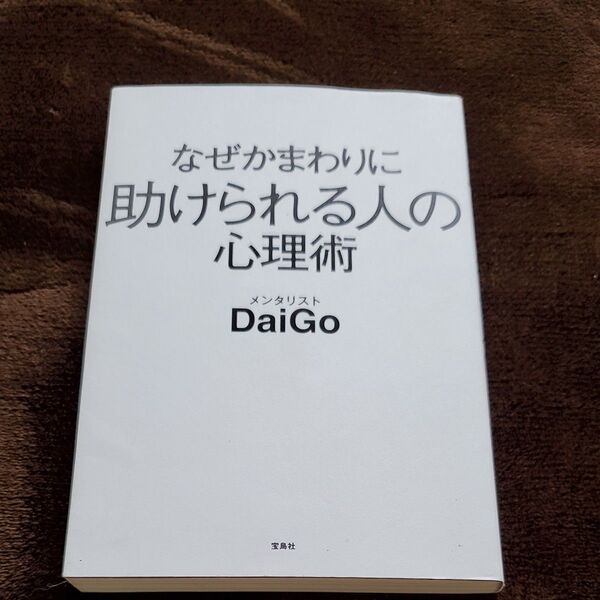 なぜかまわりに
助けられる人の
心理術
メンタリスト
DaiGo
宝島社